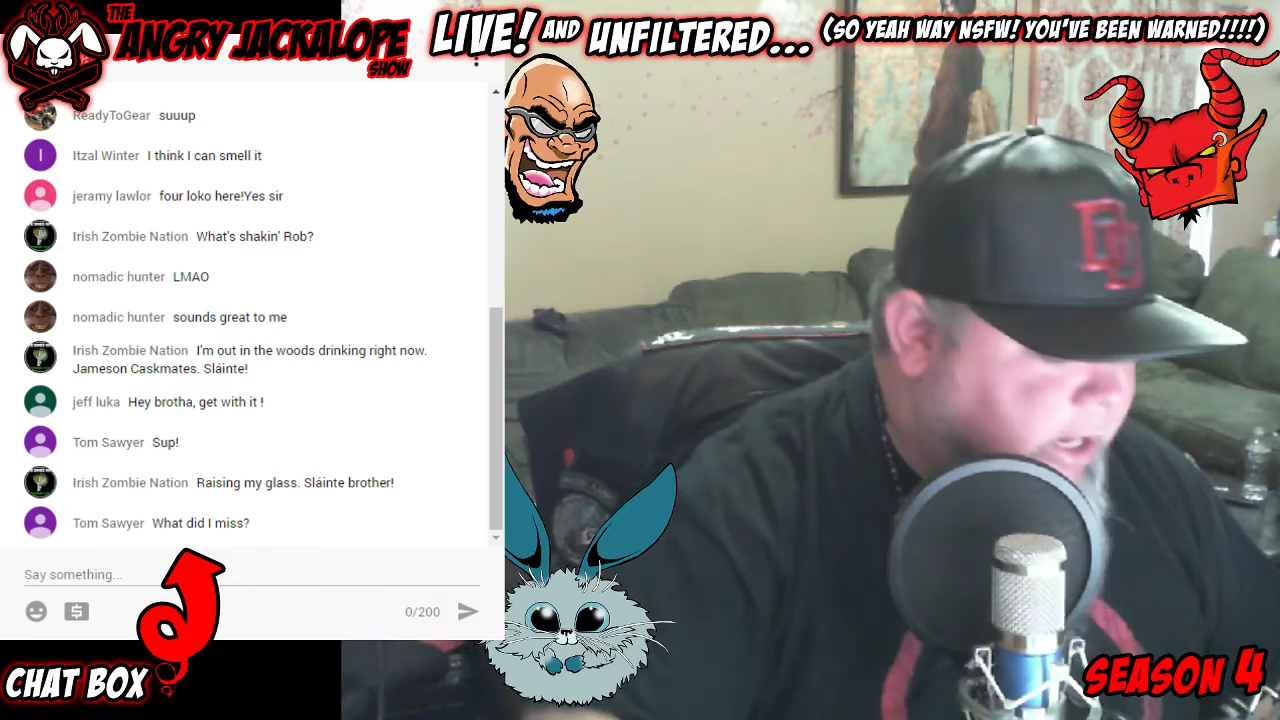 THE
ANGRY JACKALOPE
SHOW
LIVE! AND UNFILTERED... (SO YEAH WAY NSFW! YOU'VE BEEN WARNED!!!!)
ReadyToGear suuup
I Itzal Winter I think I can smell it
jeramy lawlor four loko here!Yes sir
Irish Zombie Nation What's shakin' Rob?
nomadic hunter LMAO
nomadic hunter sounds great to me
Irish Zombie Nation I'm out in the woods drinking right now.
Jameson Caskmates. Sláinte!
jeff luka Hey brotha, get with it !
Tom Sawyer Sup!
Irish Zombie Nation Raising my glass. Sláinte brother!
Tom Sawyer What did I miss?
Say something...
0/200
CHAT BOX
SEASON 4